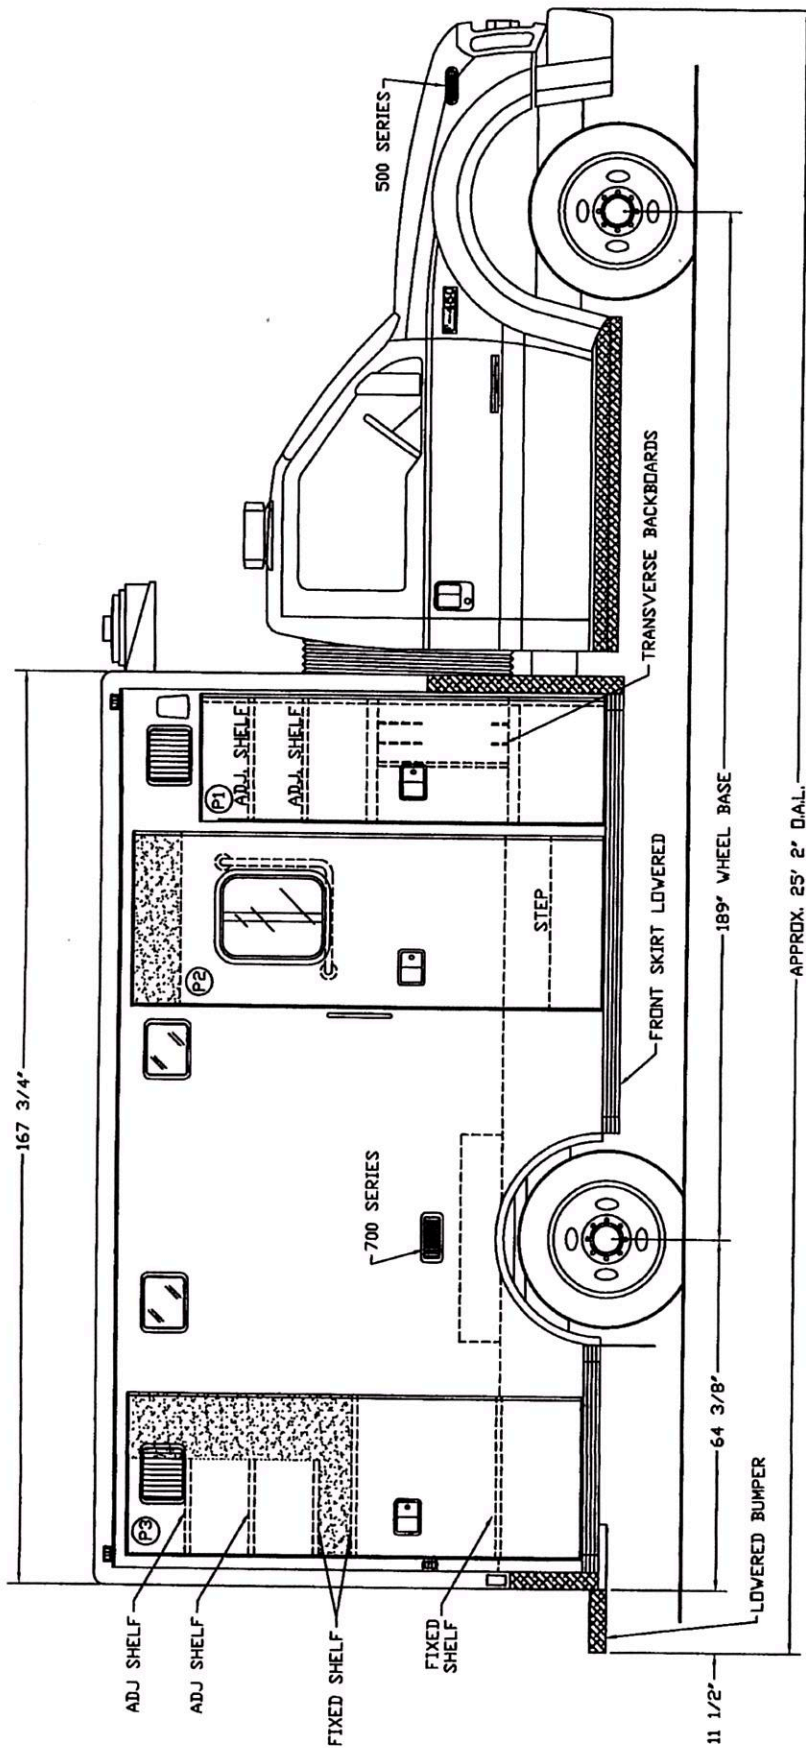 167 3/4"
500 SERIES
F-450
ADJ. SHELF
ADJ. SHELF
P1
P2
P3
STEP
700 SERIES
TRANSVERSE BACKBOARDS
ADJ SHELF
ADJ SHELF
FIXED SHELF
FIXED
SHELF
FRONT SKIRT LOWERED
189" WHEEL BASE
64 3/8"
LOWERED BUMPER
11 1/2"
APPROX. 25' 2" O.A.L.